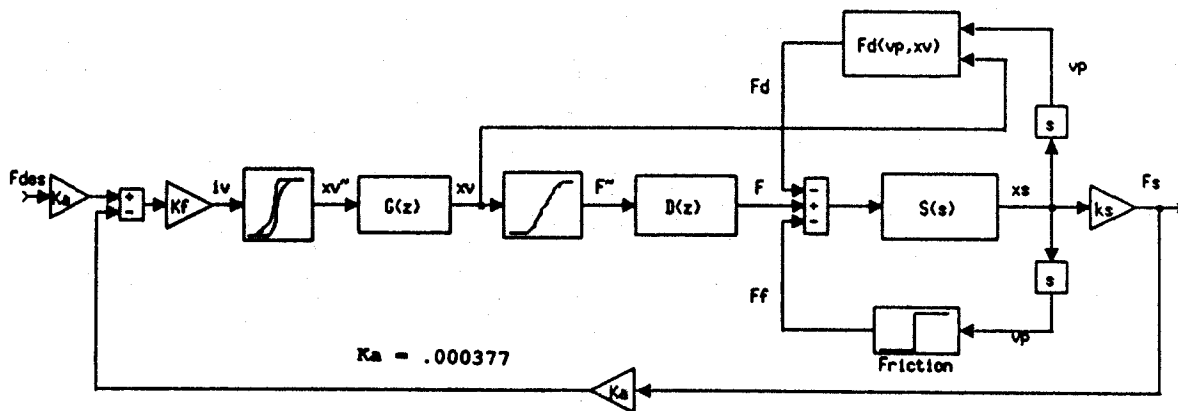 Fd(vp,xv)
vp
Fd
s
Fdes
Ka
+
-
Kf
iv
xv"
G(z)
xv
F"
D(z)
F
-
+
-
S(s)
xs
ks
Fs
s
Ff
vp
Friction
Ka = .000377
Ka